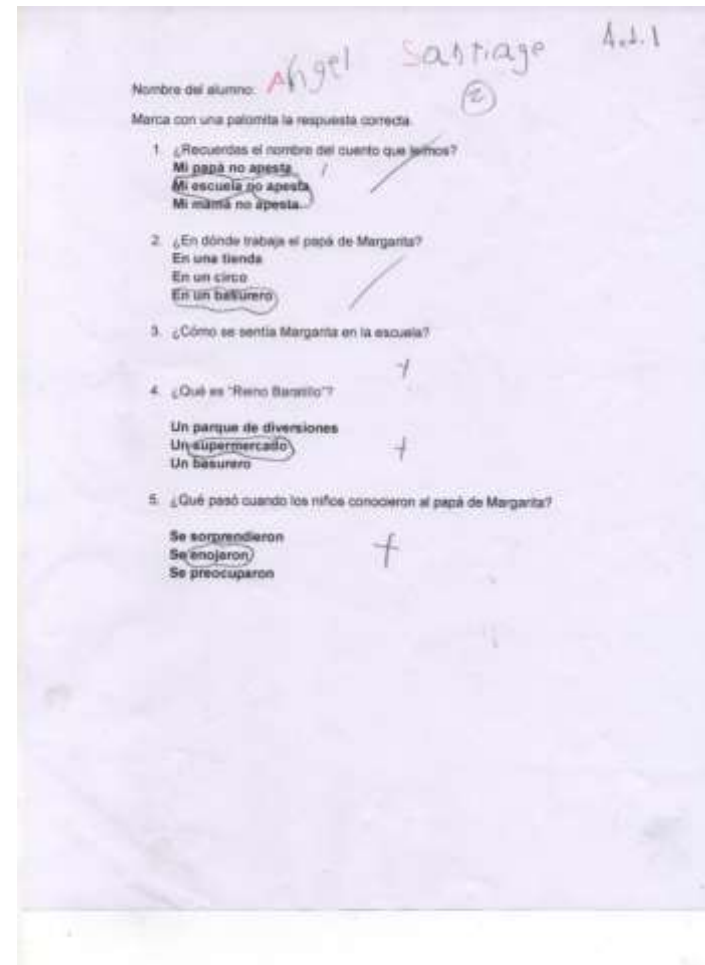 A.1.1
Nombre del alumno: Angel Santiago
2
Marca con una palomita la respuesta correcta.
1. ¿Recuerdas el nombre del cuento que leímos?
Mi papá no apesta
Mi escuela no apesta
Mi mamá no apesta.
2. ¿En dónde trabaja el papá de Margarita?
En una tienda
En un circo
En un basurero
3. ¿Cómo se sentía Margarita en la escuela?
4. ¿Qué es "Reino Baratillo"?
Un parque de diversiones
Un supermercado
Un basurero
5. ¿Qué pasó cuando los niños conocieron al papá de Margarita?
Se sorprendieron
Se enojaron
Se preocuparon